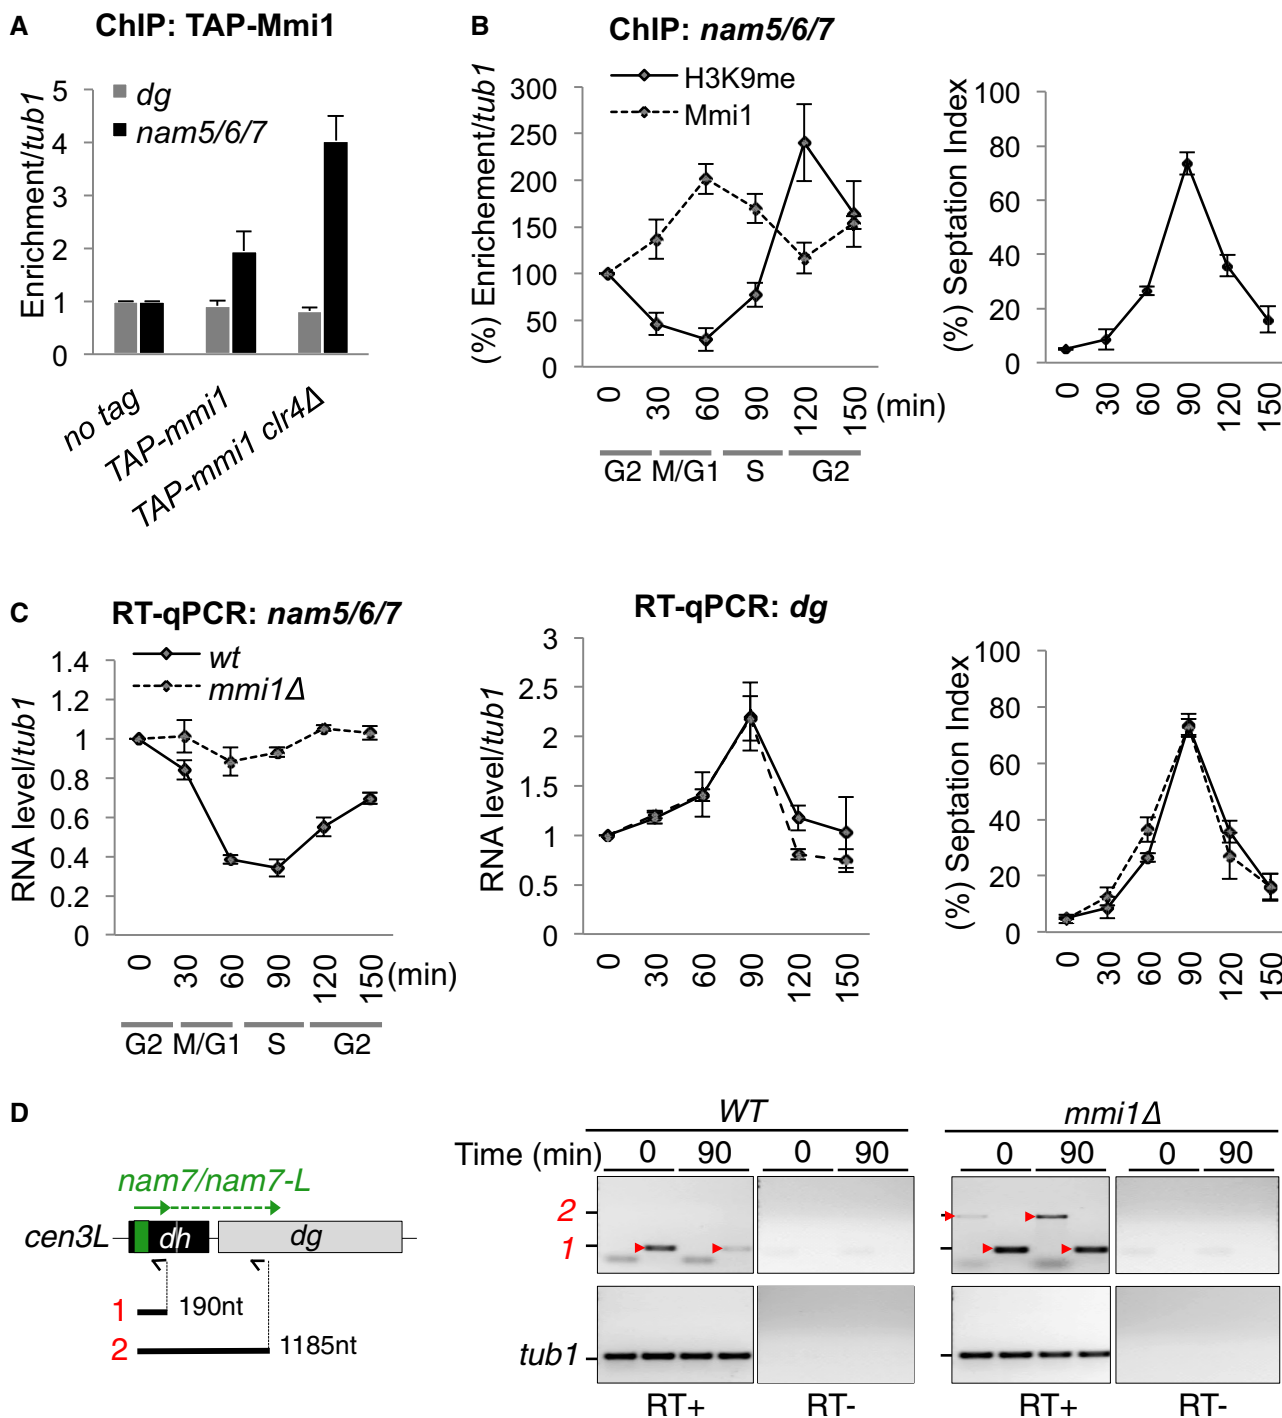 A
ChIP: TAP-Mmi1
Enrichment/tub1
5
4
3
2
1
0
dg
nam5/6/7
no tag
TAP-mmi1
TAP-mmi1 clr4Δ
B
ChIP: nam5/6/7
(%) Enrichement/tub1
300
250
200
150
100
50
0
H3K9me
Mmi1
0 30 60 90 120 150 (min)
G2 M/G1 S G2
(%) Septation Index
100
80
60
40
20
0
0 30 60 90 120 150
C
RT-qPCR: nam5/6/7
RNA level/tub1
1.4
1.2
1
0.8
0.6
0.4
0.2
0
wt
mmi1Δ
0 30 60 90 120 150 (min)
G2 M/G1 S G2
RT-qPCR: dg
RNA level/tub1
3
2.5
2
1.5
1
0.5
0
0 30 60 90 120 150
(%) Septation Index
100
80
60
40
20
0
0 30 60 90 120 150
D
nam7/nam7-L
cen3L dh dg
1 190nt
2 1185nt
WT mmi1Δ
Time (min) 0 90 0 90 0 90 0 90
2
1
tub1
RT+ RT- RT+ RT-